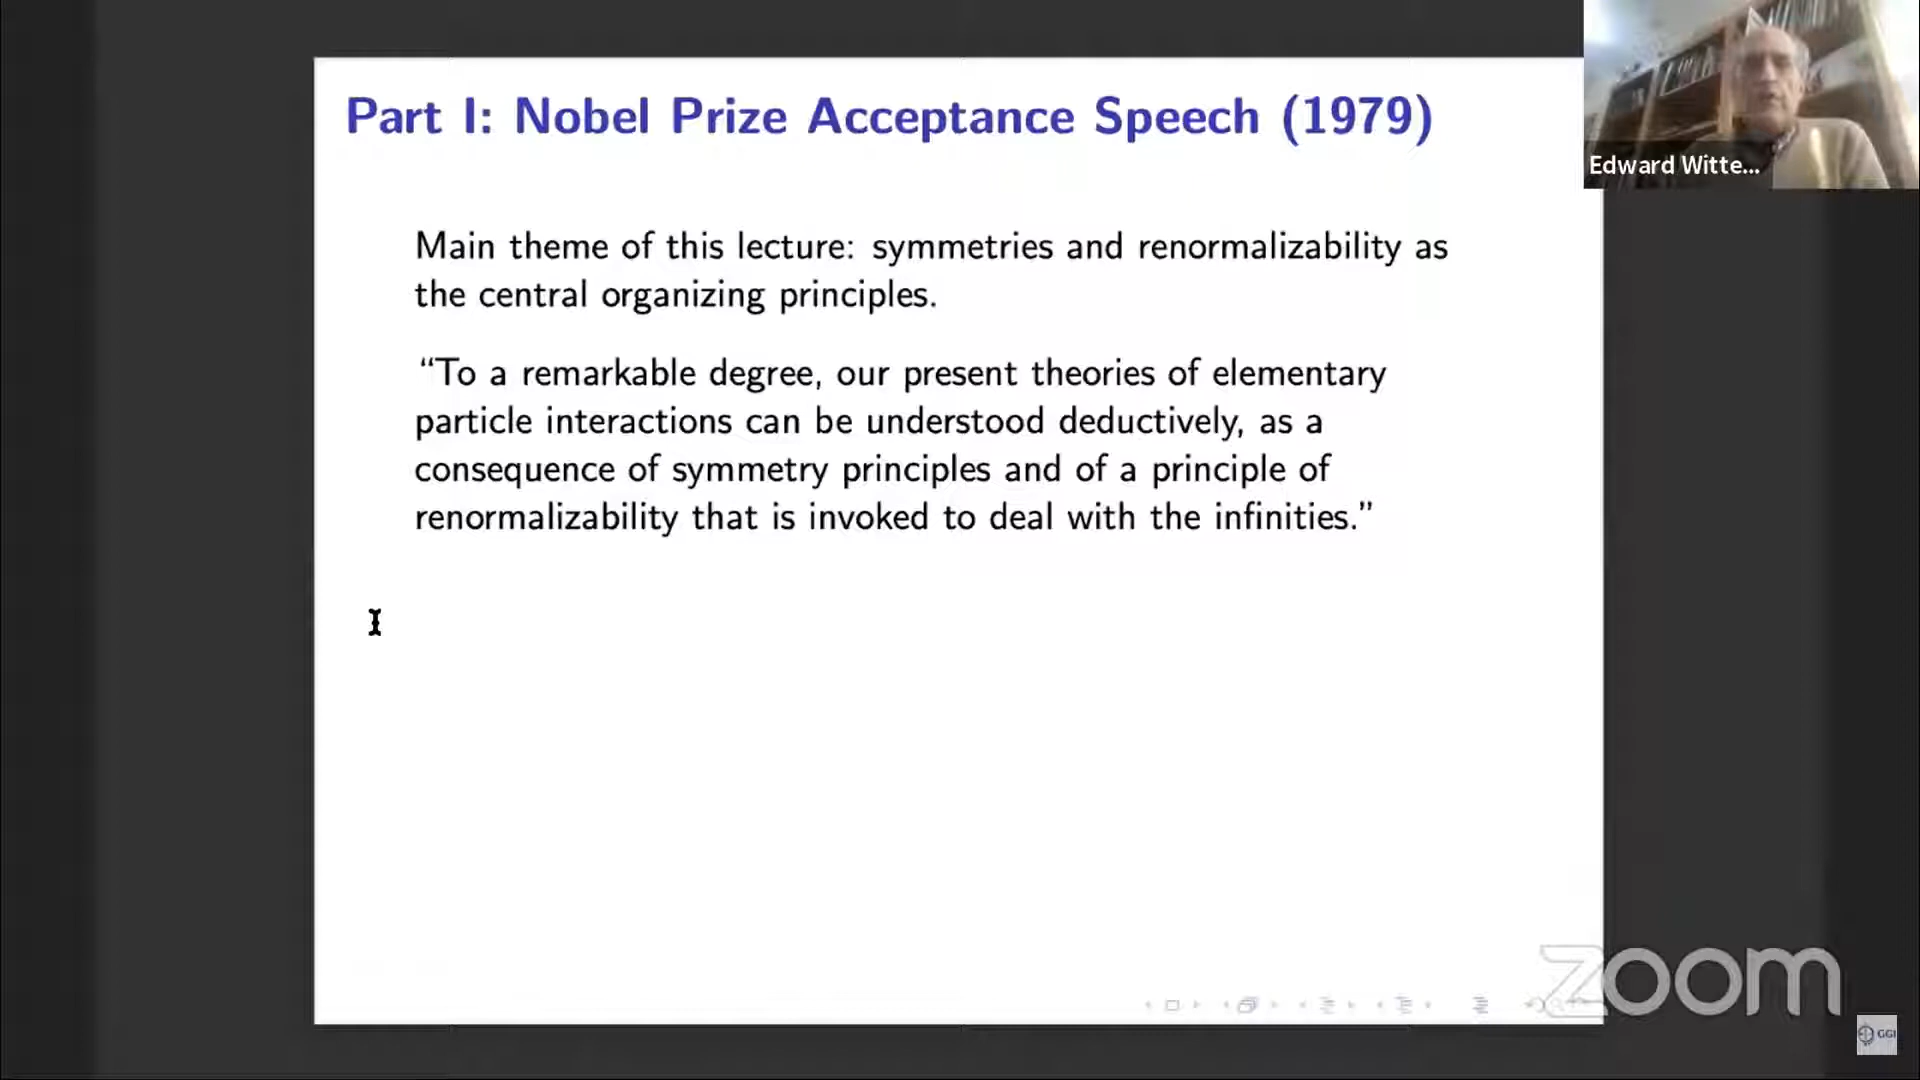 Part I: Nobel Prize Acceptance Speech (1979)
Edward Witte...
Main theme of this lecture: symmetries and renormalizability as
the central organizing principles.
“To a remarkable degree, our present theories of elementary
particle interactions can be understood deductively, as a
consequence of symmetry principles and of a principle of
renormalizability that is invoked to deal with the infinities.”
zoom
GGI